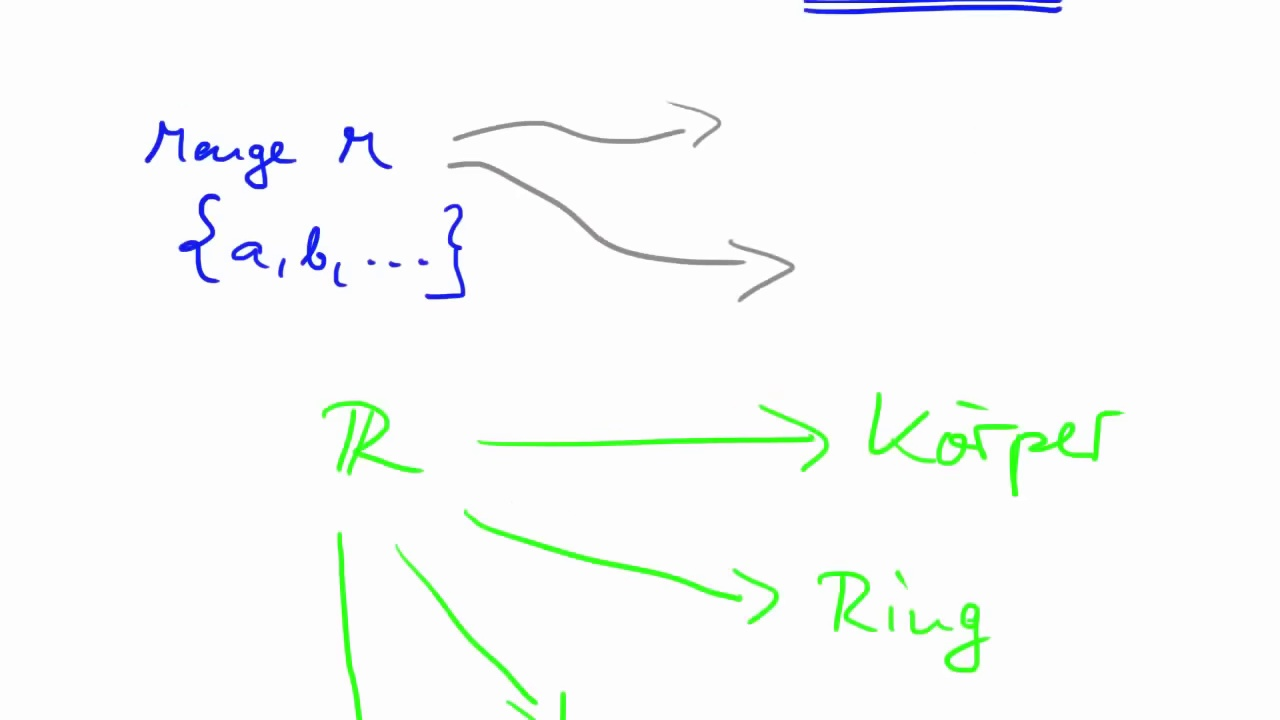 Menge M
{a, b, ...}
ℝ → Körper
Ring